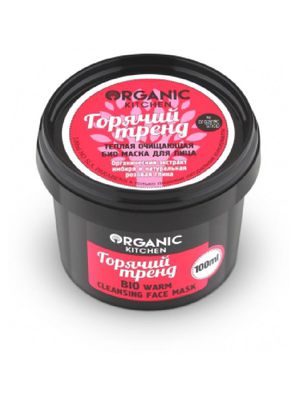 ORGANIC
KITCHEN
Горячий
тренд
ТЕПЛАЯ ОЧИЩАЮЩАЯ
БИО МАСКА ДЛЯ ЛИЦА
Органический экстракт
имбиря и натуральная
розовая глина
ORGANIC
KITCHEN
Горячий
тренд
100ml
BIO WARM
CLEANSING FACE MASK